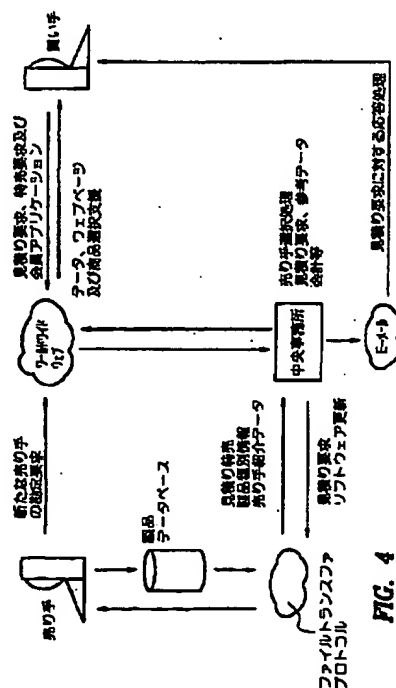 売り手
新たな売り手
の勘定要求
ワールドワイド
ウェブ
見積り要求、特売要求及び
会員アプリケーション
データ、ウェブページ
及び商品選択支援
買い手
製品
データベース
見積り特売
製品識別情報
売り手紹介データ
見積り要求
ソフトウェア更新
売り手選択処理
見積り要求、参考データ
会計等
中央事務所
Eメール
見積り要求に対する応答処理
ファイルトランスファ
プロトコル
FIG. 4